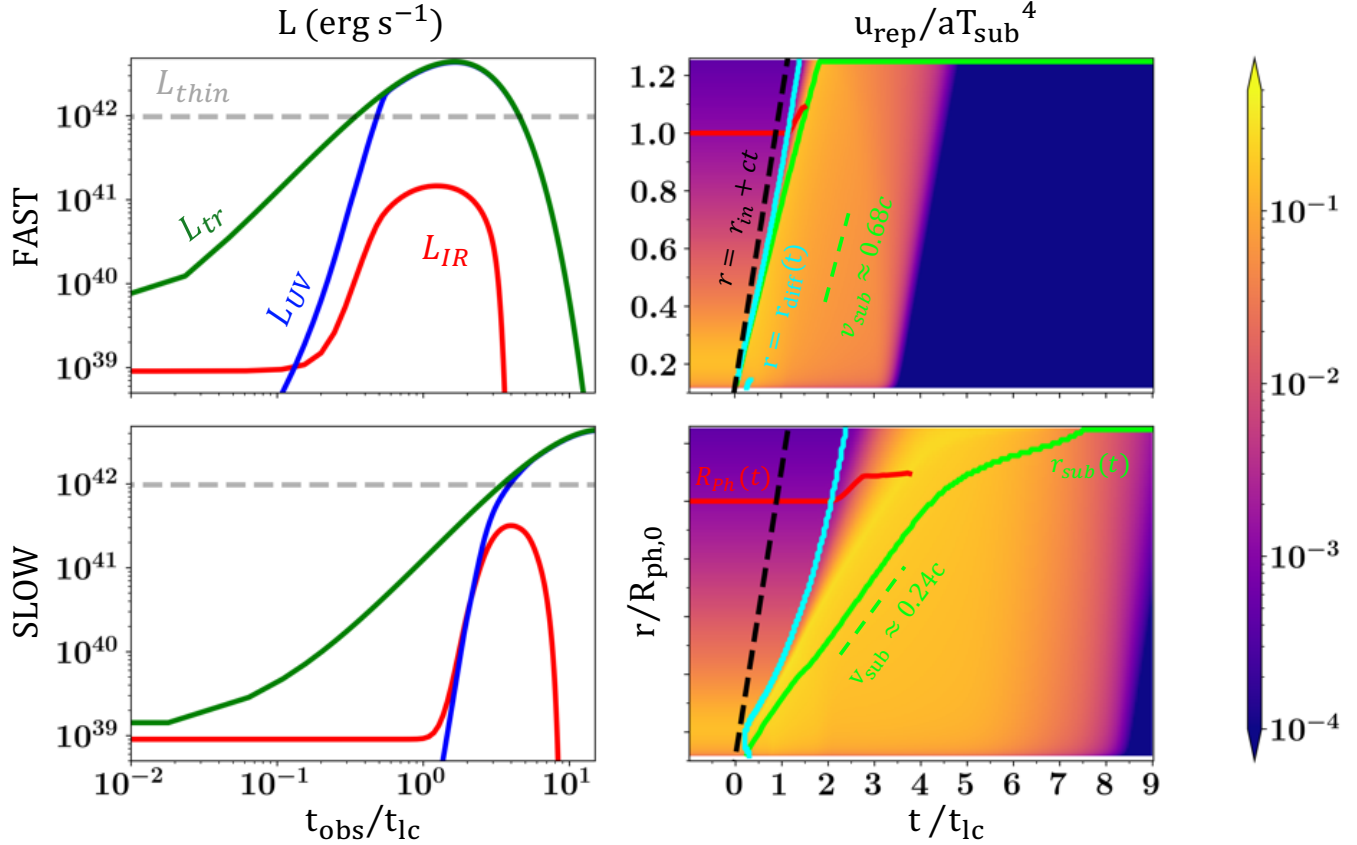 L (erg s⁻¹)
u_rep/aT_sub⁴
FAST
10⁴²
10⁴¹
10⁴⁰
10³⁹
L_thin
L_tr
L_UV
L_IR
1.2
1.0
0.8
0.6
0.4
0.2
r = r_in + ct
r = r_diff(t)
v_sub ≈ 0.68c
10⁻¹
10⁻²
10⁻³
10⁻⁴
SLOW
10⁴²
10⁴¹
10⁴⁰
10³⁹
10⁻² 10⁻¹ 10⁰ 10¹
t_obs/t_lc
r/R_ph,0
R_Ph(t)
r_sub(t)
v_sub ≈ 0.24c
0 1 2 3 4 5 6 7 8 9
t/t_lc